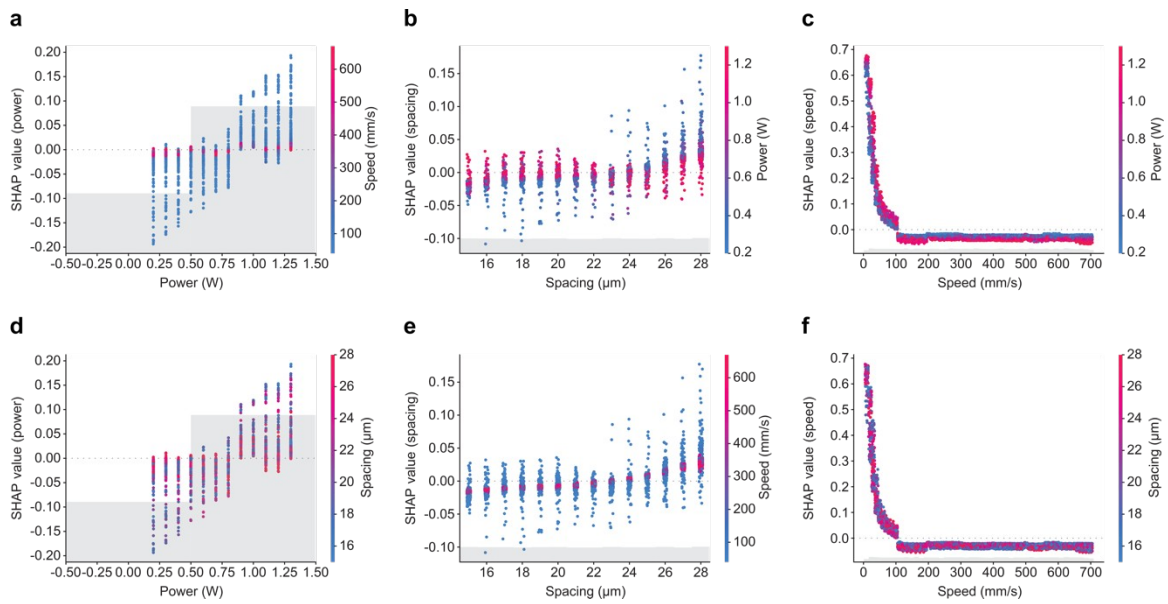 a
0.20
0.15
0.10
0.05
0.00
-0.05
-0.10
-0.15
-0.20
SHAP value (power)
-0.50-0.25 0.00 0.25 0.50 0.75 1.00 1.25 1.50
Power (W)
600
500
400
300
200
100
Speed (mm/s)
b
0.15
0.10
0.05
0.00
-0.05
-0.10
SHAP value (spacing)
16 18 20 22 24 26 28
Spacing (μm)
1.2
1.0
0.8
0.6
0.4
0.2
Power (W)
c
0.7
0.6
0.5
0.4
0.3
0.2
0.1
0.0
SHAP value (speed)
0 100 200 300 400 500 600 700
Speed (mm/s)
1.2
1.0
0.8
0.6
0.4
0.2
Power (W)
d
0.20
0.15
0.10
0.05
0.00
-0.05
-0.10
-0.15
-0.20
SHAP value (power)
-0.50-0.25 0.00 0.25 0.50 0.75 1.00 1.25 1.50
Power (W)
28
26
24
22
20
18
16
Spacing (μm)
e
0.15
0.10
0.05
0.00
-0.05
-0.10
SHAP value (spacing)
16 18 20 22 24 26 28
Spacing (μm)
600
500
400
300
200
100
Speed (mm/s)
f
0.7
0.6
0.5
0.4
0.3
0.2
0.1
0.0
SHAP value (speed)
0 100 200 300 400 500 600 700
Speed (mm/s)
28
26
24
22
20
18
16
Spacing (μm)